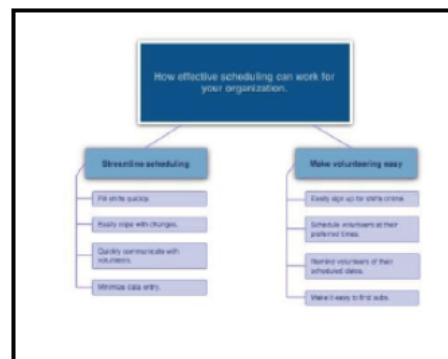 How effective scheduling can work for
your organization.
Streamline scheduling
Fill shifts quickly.
Easily cope with changes.
Quickly communicate with
volunteers.
Minimize data entry.
Make volunteering easy
Easily sign up for shifts online
Schedule volunteers at their
preferred times.
Remind volunteers of their
scheduled dates.
Make it easy to find subs.